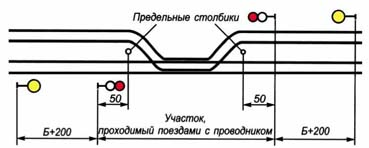 Предельные столбики
50
50
Участок,
проходимый поездами с проводником
Б+200
Б+200